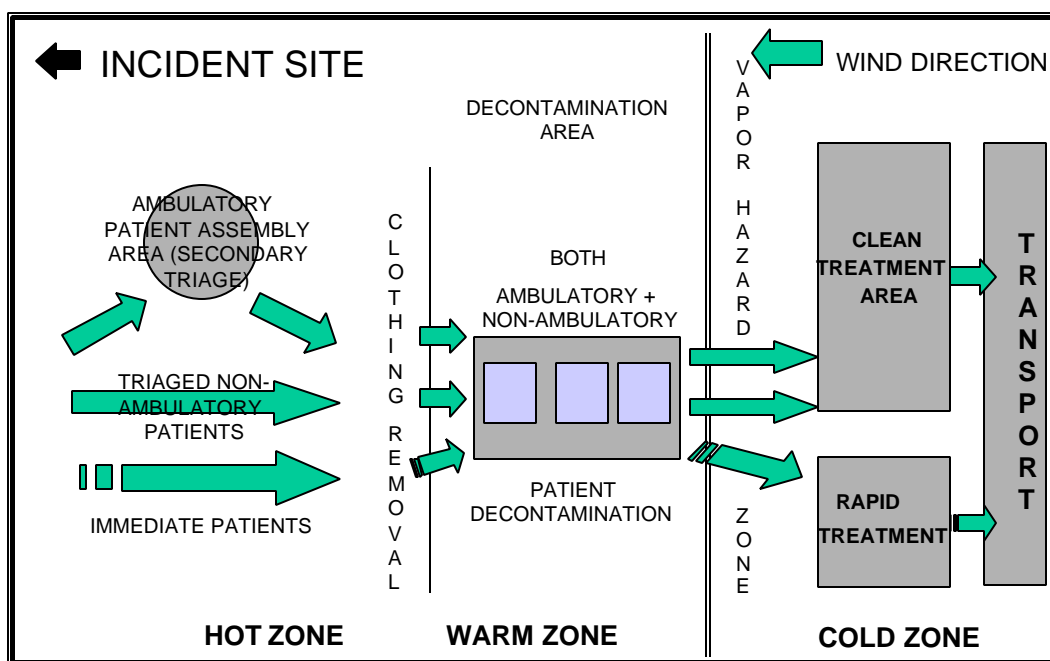 INCIDENT SITE
WIND DIRECTION
DECONTAMINATION
AREA
AMBULATORY
PATIENT ASSEMBLY
AREA (SECONDARY
TRIAGE)
TRIAGED NON-
AMBULATORY
PATIENTS
IMMEDIATE PATIENTS
CLOTHING REMOVAL
BOTH
AMBULATORY +
NON-AMBULATORY
PATIENT
DECONTAMINATION
VAPOR HAZARD ZONE
CLEAN
TREATMENT
AREA
RAPID
TREATMENT
TRANSPORT
HOT ZONE
WARM ZONE
COLD ZONE